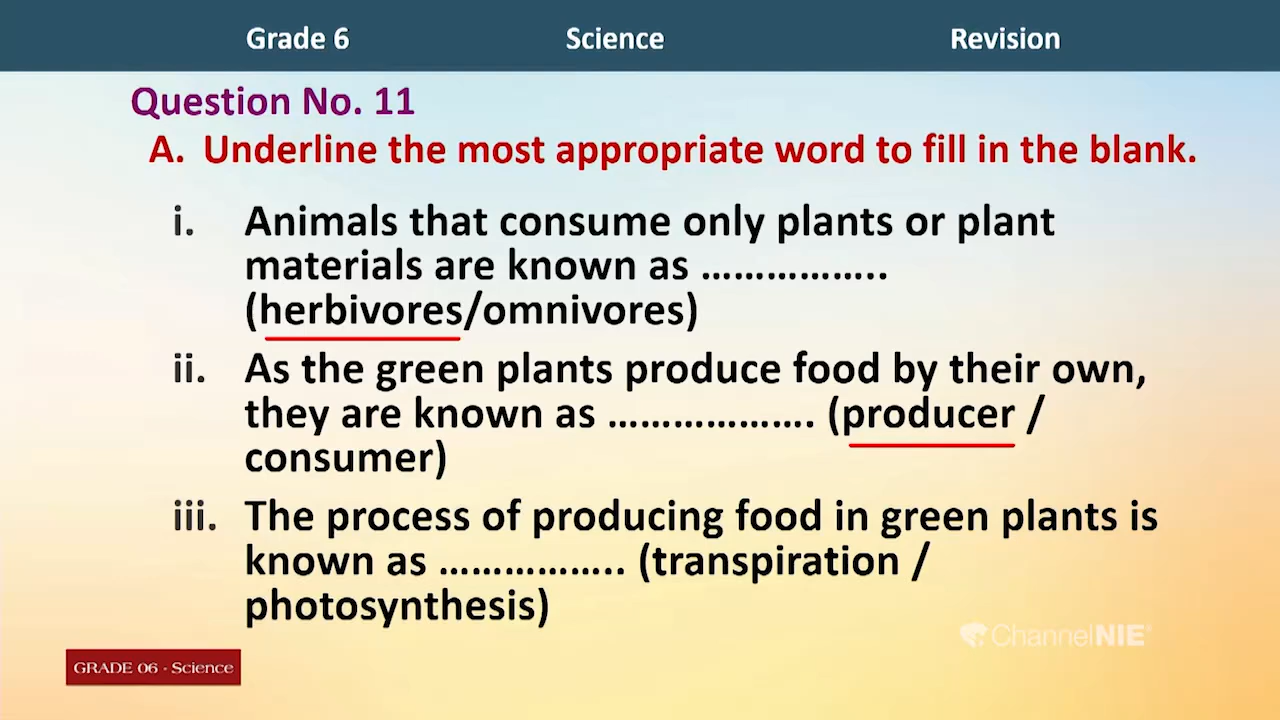 Grade 6 Science Revision
Question No. 11
A. Underline the most appropriate word to fill in the blank.
i. Animals that consume only plants or plant
materials are known as ……………..
(herbivores/omnivores)
ii. As the green plants produce food by their own,
they are known as ………………. (producer /
consumer)
iii. The process of producing food in green plants is
known as …………….. (transpiration /
photosynthesis)
ChannelNIE
GRADE 06 - Science